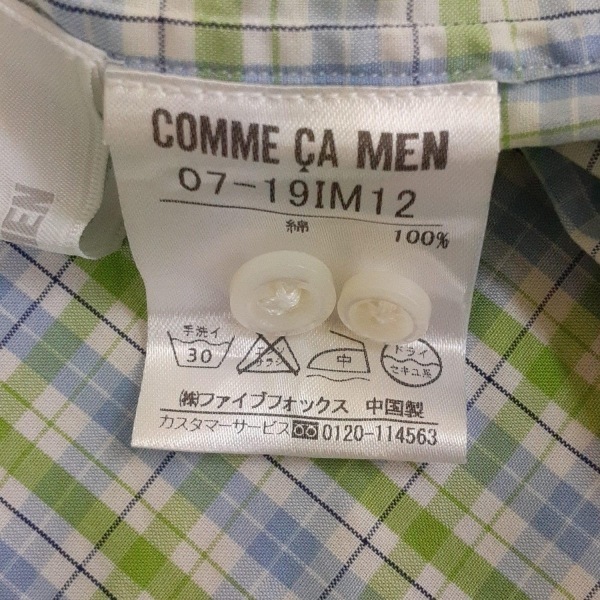 COMME ÇA MEN
07-19IM12
綿 100%
手洗イ
30
中
ドライ
セキユ系
㈱ファイブフォックス 中国製
カスタマーサービス 0120-114563
MEN